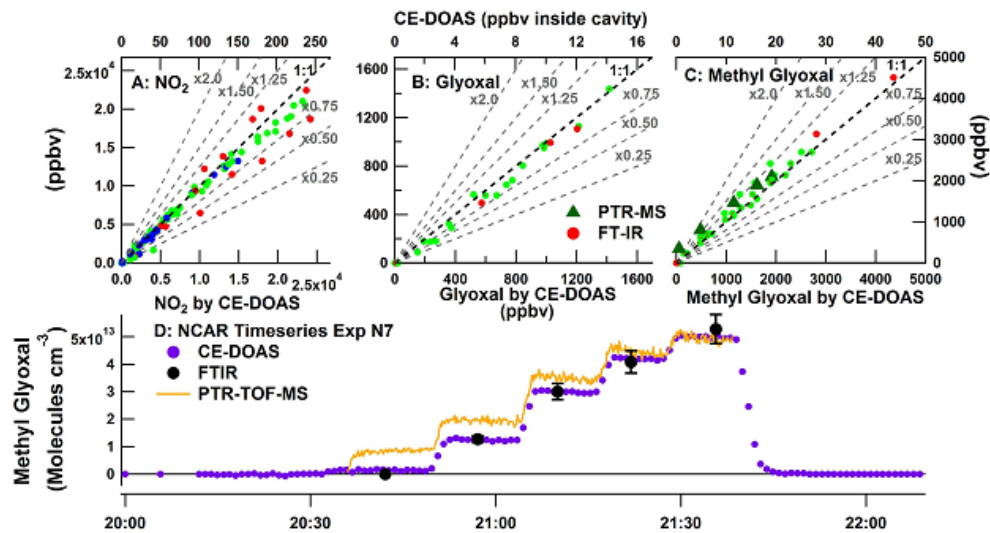 CE-DOAS (ppbv inside cavity)
0 50 100 150 200 250
0 2 4 6 8 10 12 14 16
0 10 20 30 40 50
2.5x10⁴
2.0
1.5
1.0
0.5
0.0
(ppbv)
A: NO₂
x2.0
x1.50
x1.25
1:1
x0.75
x0.50
x0.25
0.0 0.5 1.0 1.5 2.5x10⁴
NO₂ by CE-DOAS
1600
1200
800
400
0
B: Glyoxal
x2.0
x1.50
x1.25
1:1
x0.75
x0.50
x0.25
PTR-MS
FT-IR
0 400 800 1200 1600
Glyoxal by CE-DOAS
(ppbv)
C: Methyl Glyoxal
x2.0
x1.50
x1.25
1:1
x0.75
x0.50
x0.25
5000
4000
3000
2000
1000
0
(ppbv)
0 1000 2000 3000 4000 5000
Methyl Glyoxal by CE-DOAS
D: NCAR Timeseries Exp N7
CE-DOAS
FTIR
PTR-TOF-MS
Methyl Glyoxal
(Molecules cm⁻³)
5x10¹³
4
3
2
1
0
20:00 20:30 21:00 21:30 22:00